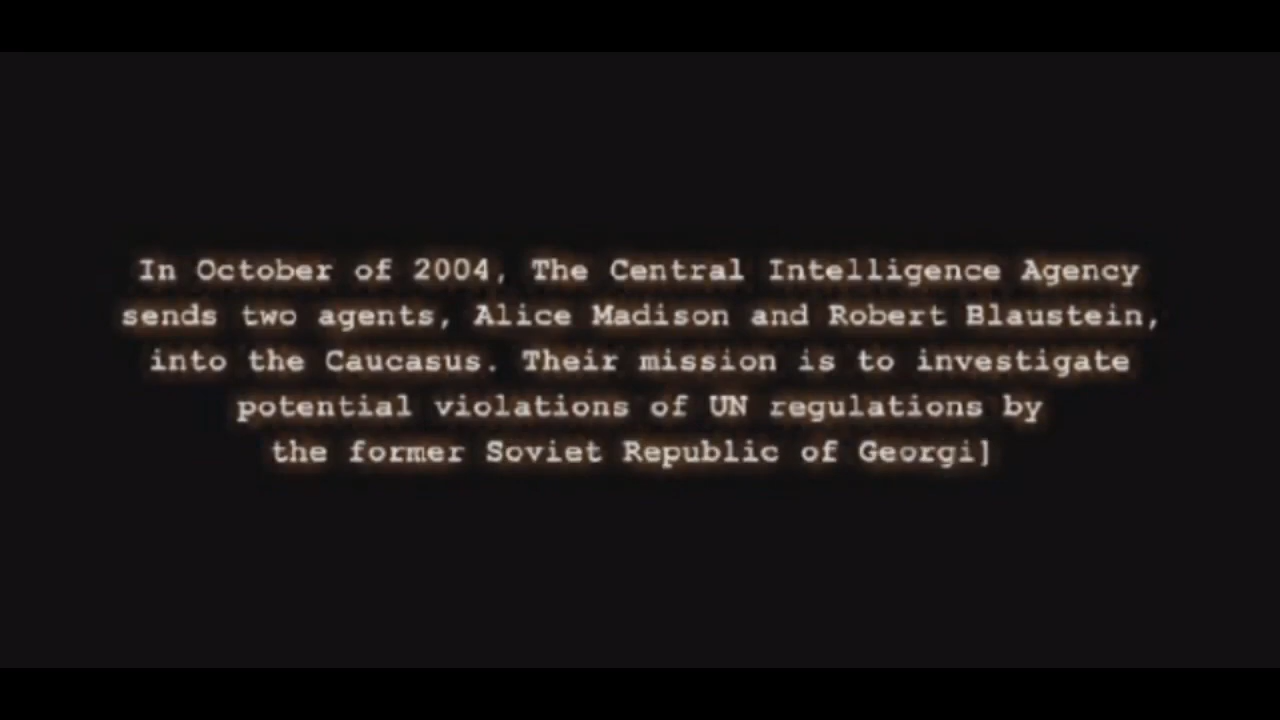 In October of 2004, The Central Intelligence Agency
sends two agents, Alice Madison and Robert Blaustein,
into the Caucasus. Their mission is to investigate
potential violations of UN regulations by
the former Soviet Republic of Georgi]